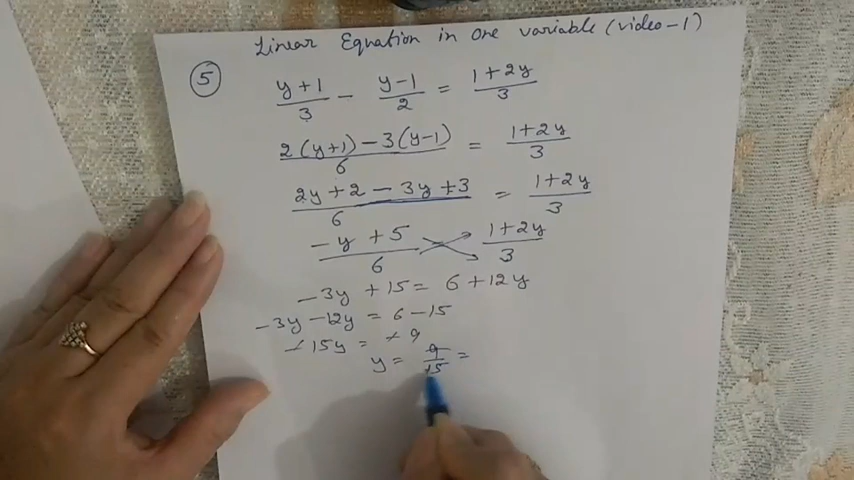 Linear Equation in one variable (video-1)
5
y+1/3 - y-1/2 = 1+2y/3
2(y+1)-3(y-1)/6 = 1+2y/3
2y+2-3y+3/6 = 1+2y/3
-y+5/6 1+2y/3
-3y+15 = 6+12y
-3y-12y = 6-15
-15y = -9
y = 9/15 =